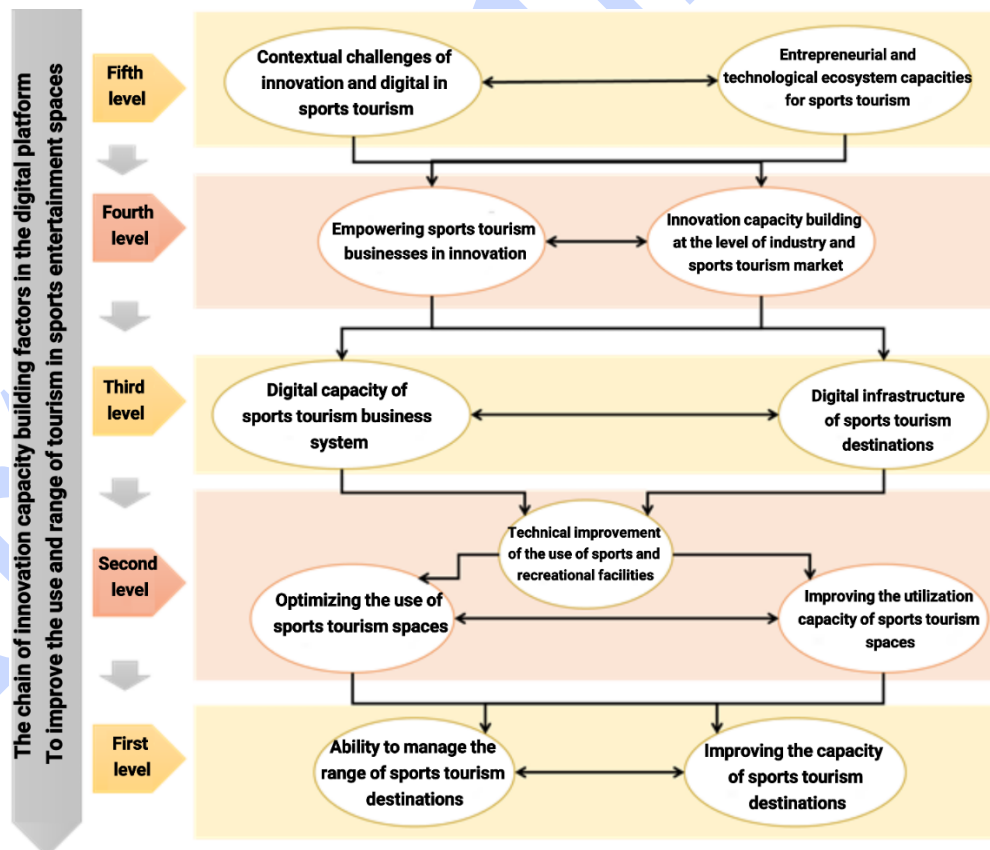 The chain of innovation capacity building factors in the digital platform
To improve the use and range of tourism in sports entertainment spaces
Fifth
level
Contextual challenges of
innovation and digital in
sports tourism
Entrepreneurial and
technological ecosystem capacities
for sports tourism
Fourth
level
Empowering sports tourism
businesses in innovation
Innovation capacity building
at the level of industry and
sports tourism market
Third
level
Digital capacity of
sports tourism business
system
Digital infrastructure
of sports tourism
destinations
Second
level
Technical improvement
of the use of sports and
recreational facilities
Optimizing the use of
sports tourism spaces
Improving the utilization
capacity of sports tourism
spaces
First
level
Ability to manage the
range of sports tourism
destinations
Improving the capacity
of sports tourism
destinations